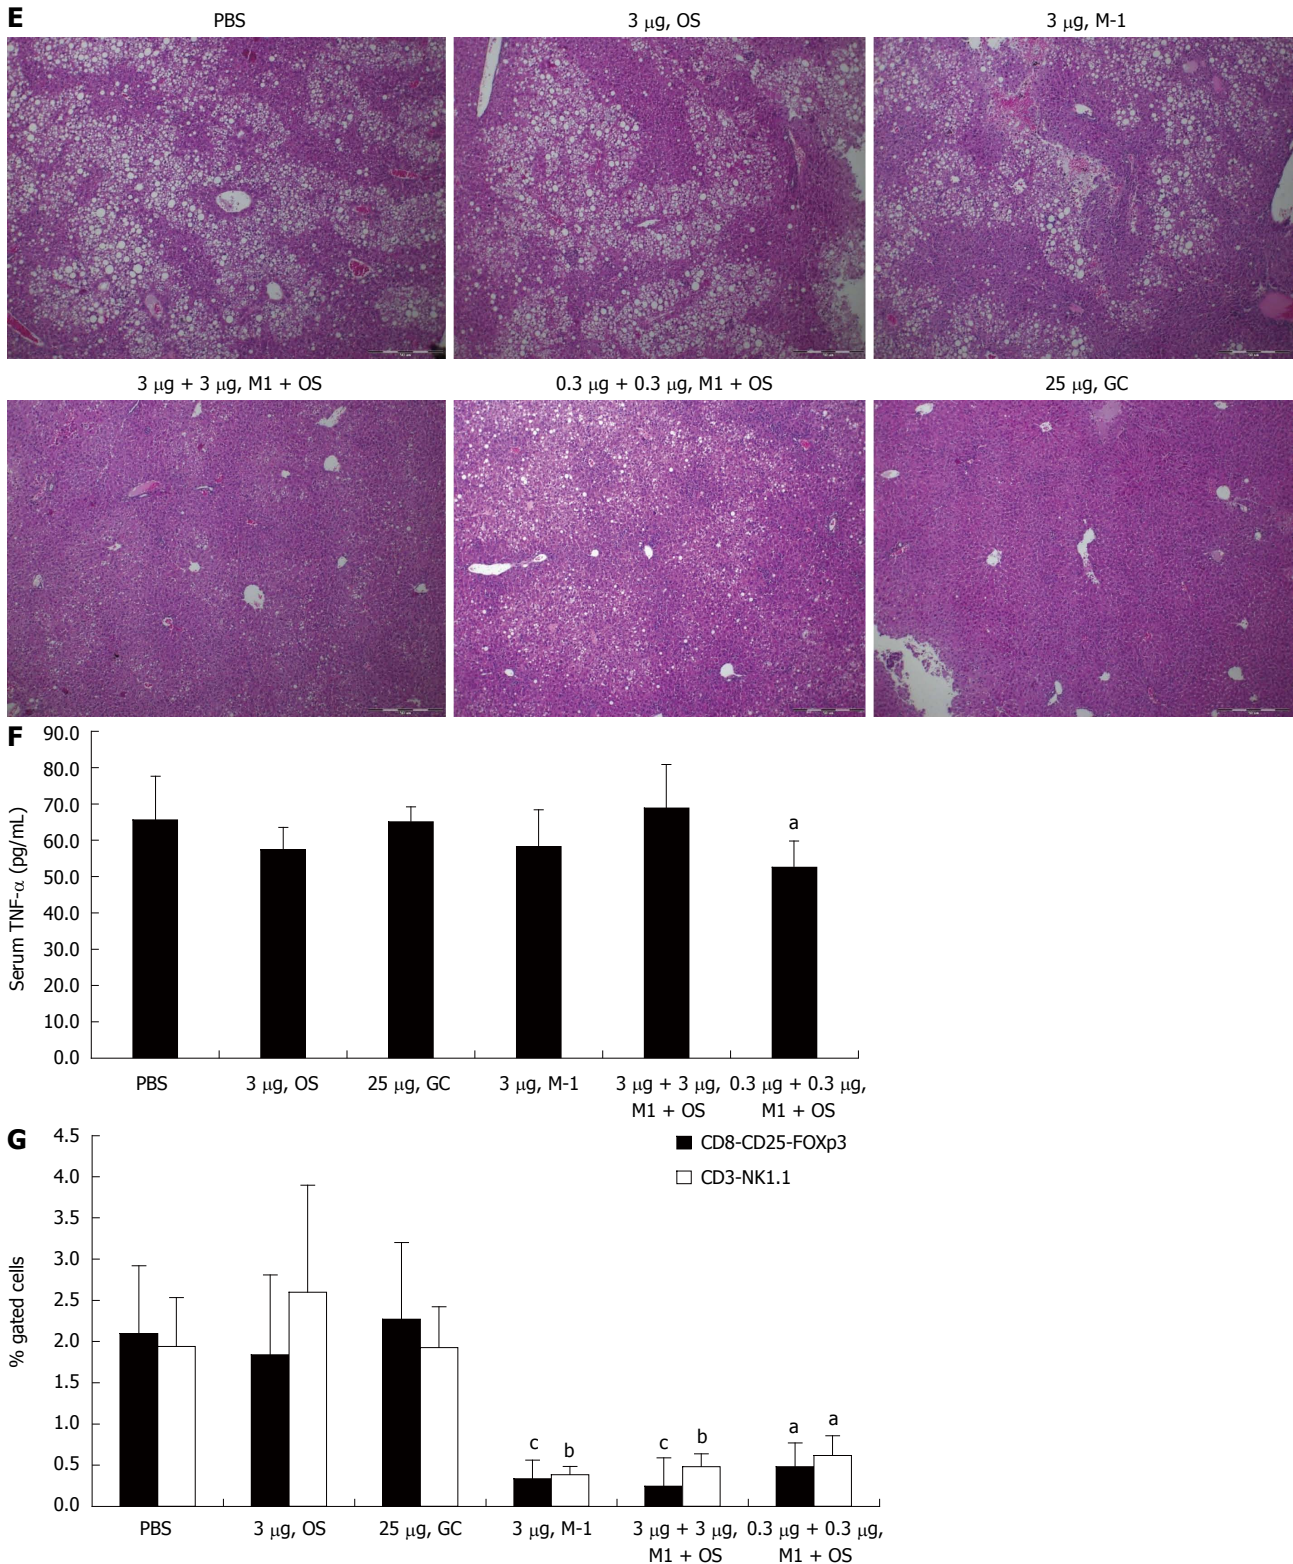 E
PBS
3 μg, OS
3 μg, M-1
3 μg + 3 μg, M1 + OS
0.3 μg + 0.3 μg, M1 + OS
25 μg, GC
F
90.0
80.0
70.0
60.0
50.0
40.0
30.0
20.0
10.0
0.0
Serum TNF-α (pg/mL)
a
PBS
3 μg, OS
25 μg, GC
3 μg, M-1
3 μg + 3 μg,
M1 + OS
0.3 μg + 0.3 μg,
M1 + OS
G
4.5
4.0
3.5
3.0
2.5
2.0
1.5
1.0
0.5
0.0
% gated cells
CD8-CD25-FOXp3
CD3-NK1.1
c
b
c
b
a
a
PBS
3 μg, OS
25 μg, GC
3 μg, M-1
3 μg + 3 μg,
M1 + OS
0.3 μg + 0.3 μg,
M1 + OS